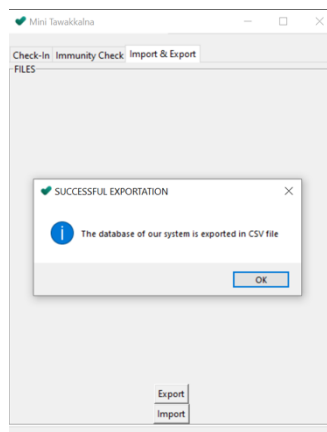 Mini Tawakkalna
Check-In Immunity Check Import & Export
FILES
SUCCESSFUL EXPORTATION
The database of our system is exported in CSV file
OK
Export
Import